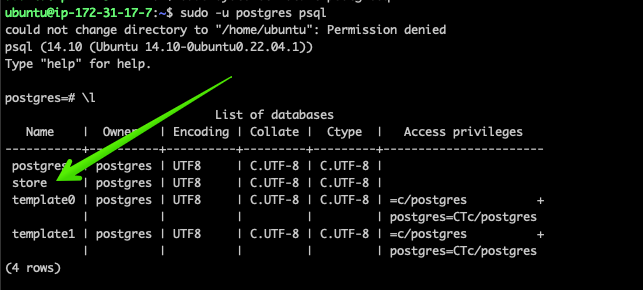 ubuntu@ip-172-31-17-7:~$ sudo -u postgres psql
could not change directory to "/home/ubuntu": Permission denied
psql (14.10 (Ubuntu 14.10-0ubuntu0.22.04.1))
Type "help" for help.
postgres=# \l
List of databases
Name | Owner | Encoding | Collate | Ctype | Access privileges
-----------+----------+----------+---------+---------+-----------------------
postgres | postgres | UTF8 | C.UTF-8 | C.UTF-8 |
store | postgres | UTF8 | C.UTF-8 | C.UTF-8 |
template0 | postgres | UTF8 | C.UTF-8 | C.UTF-8 | =c/postgres +
| | | | | postgres=CTc/postgres
template1 | postgres | UTF8 | C.UTF-8 | C.UTF-8 | =c/postgres +
| | | | | postgres=CTc/postgres
(4 rows)